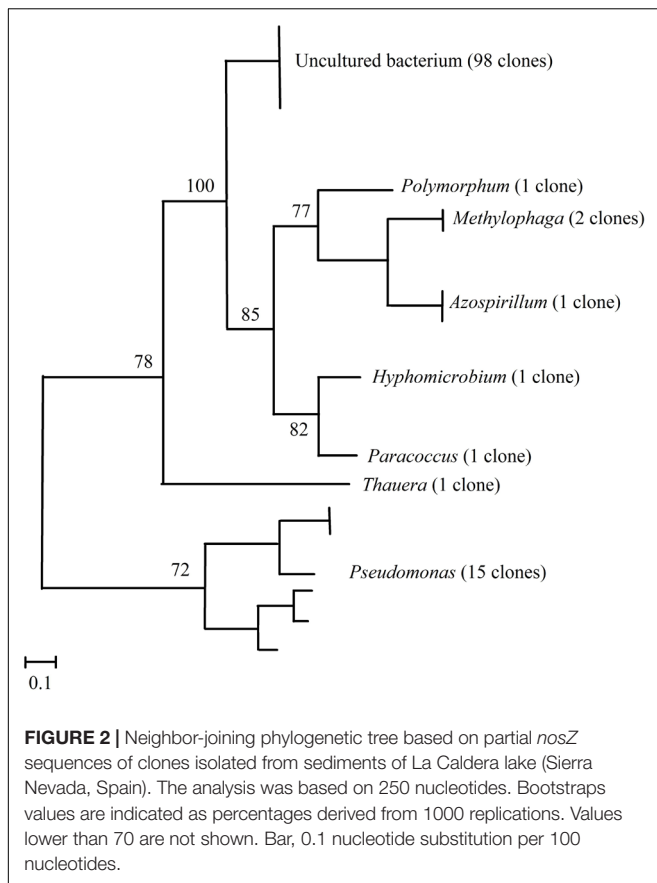 Uncultured bacterium (98 clones)
100
Polymorphum (1 clone)
77
Methylophaga (2 clones)
Azospirillum (1 clone)
85
78
Hyphomicrobium (1 clone)
82
Paracoccus (1 clone)
Thauera (1 clone)
72
Pseudomonas (15 clones)
0.1
FIGURE 2 | Neighbor-joining phylogenetic tree based on partial nosZ
sequences of clones isolated from sediments of La Caldera lake (Sierra
Nevada, Spain). The analysis was based on 250 nucleotides. Bootstraps
values are indicated as percentages derived from 1000 replications. Values
lower than 70 are not shown. Bar, 0.1 nucleotide substitution per 100
nucleotides.